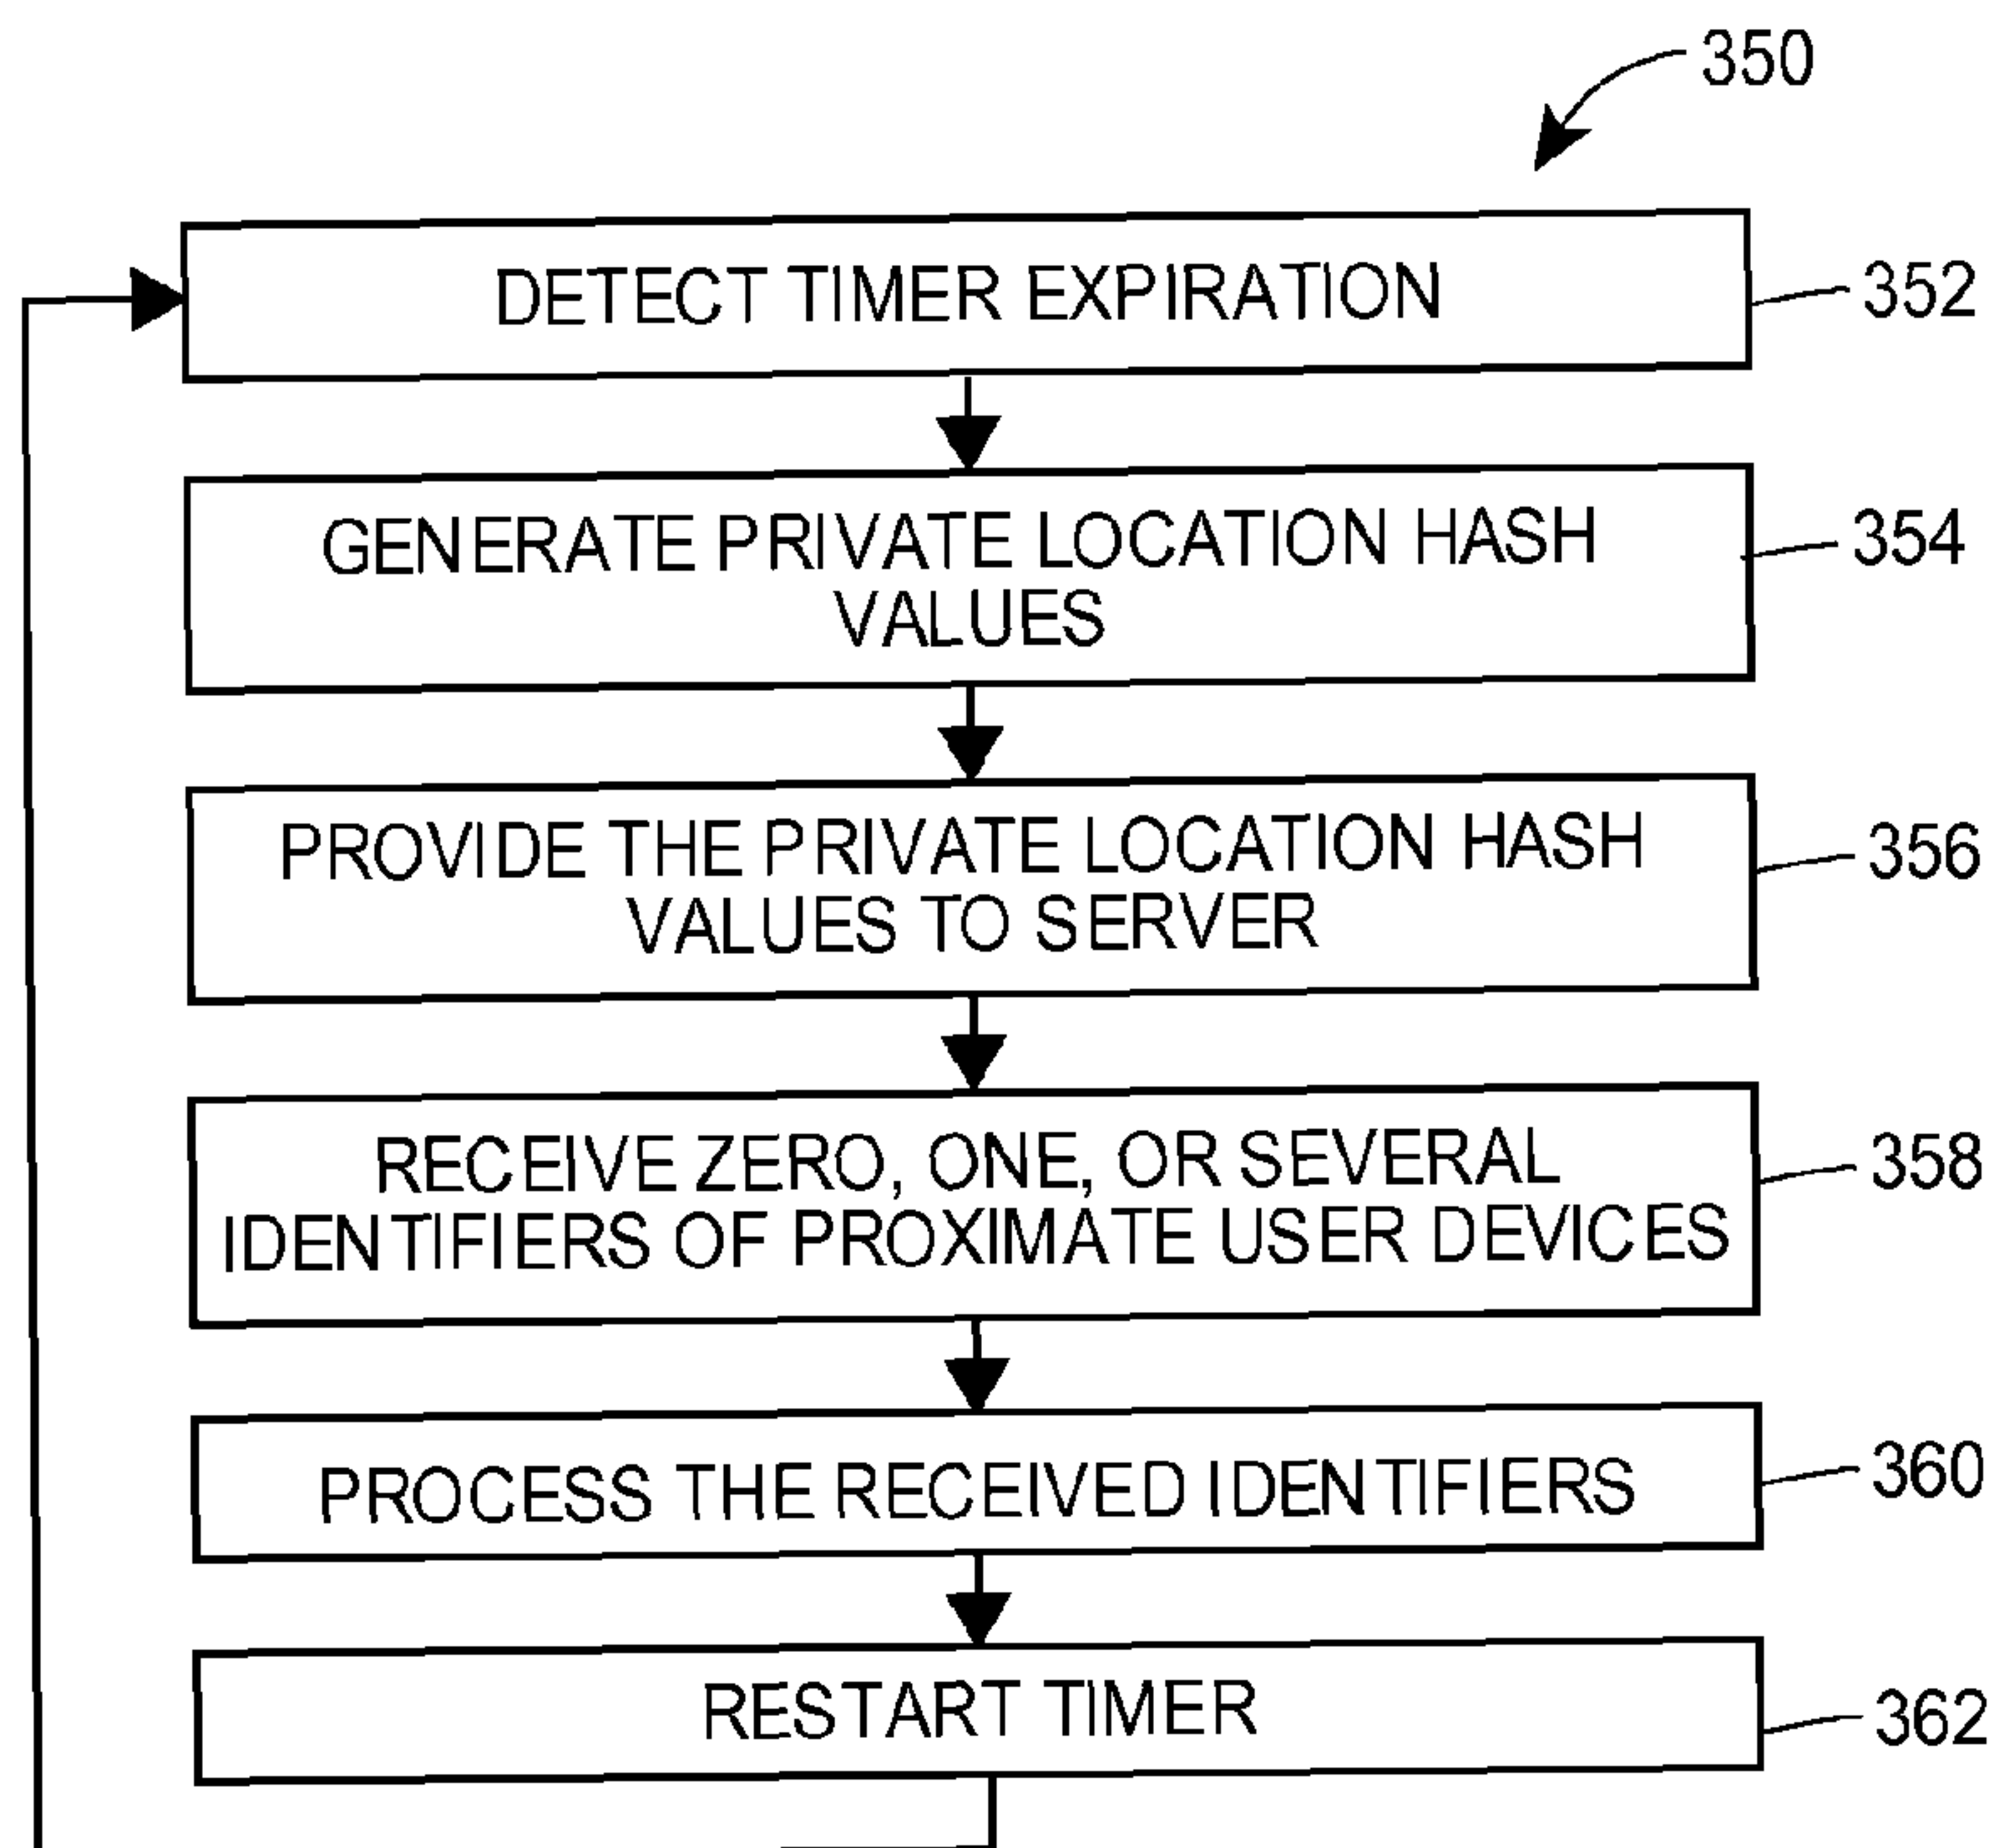 350
DETECT TIMER EXPIRATION
352
GENERATE PRIVATE LOCATION HASH
VALUES
354
PROVIDE THE PRIVATE LOCATION HASH
VALUES TO SERVER
356
RECEIVE ZERO, ONE, OR SEVERAL
IDENTIFIERS OF PROXIMATE USER DEVICES
358
PROCESS THE RECEIVED IDENTIFIERS
360
RESTART TIMER
362